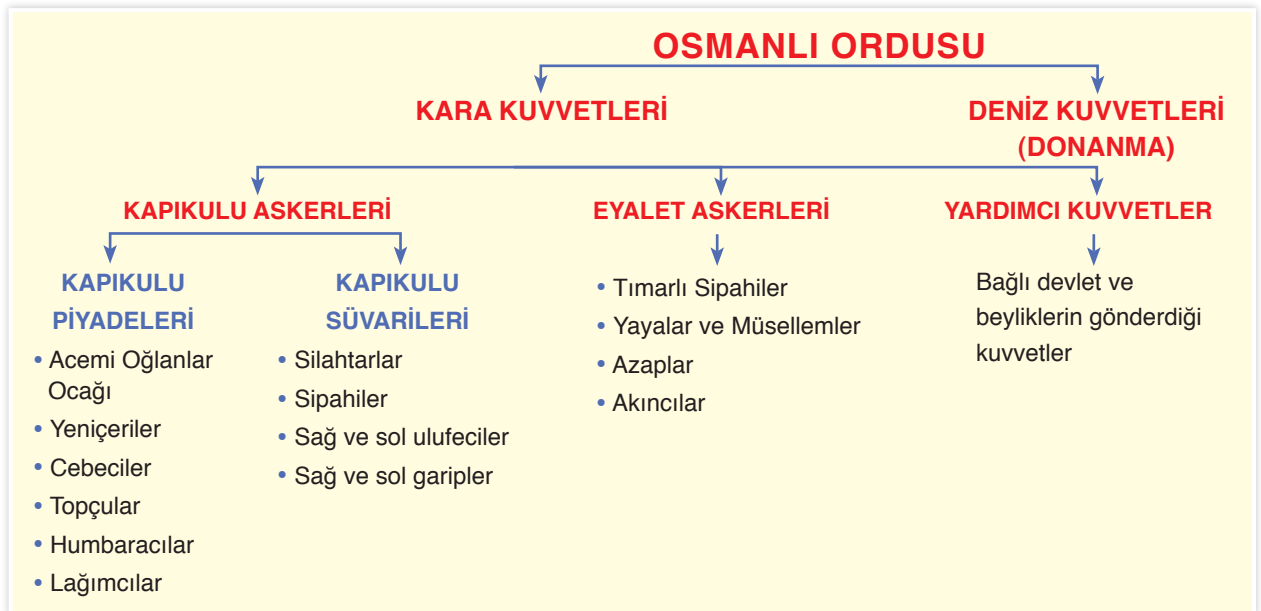 OSMANLI ORDUSU
KARA KUVVETLERİ
DENİZ KUVVETLERİ
(DONANMA)
KAPIKULU ASKERLERİ
EYALET ASKERLERİ
YARDIMCI KUVVETLER
KAPIKULU
PİYADELERİ
• Acemi Oğlanlar
Ocağı
• Yeniçeriler
• Cebeciler
• Topçular
• Humbaracılar
• Lağımcılar
KAPIKULU
SÜVARİLERİ
• Silahtarlar
• Sipahiler
• Sağ ve sol ulufeciler
• Sağ ve sol garipler
• Tımarlı Sipahiler
• Yayalar ve Müsellemler
• Azaplar
• Akıncılar
Bağlı devlet ve
beyliklerin gönderdiği
kuvvetler